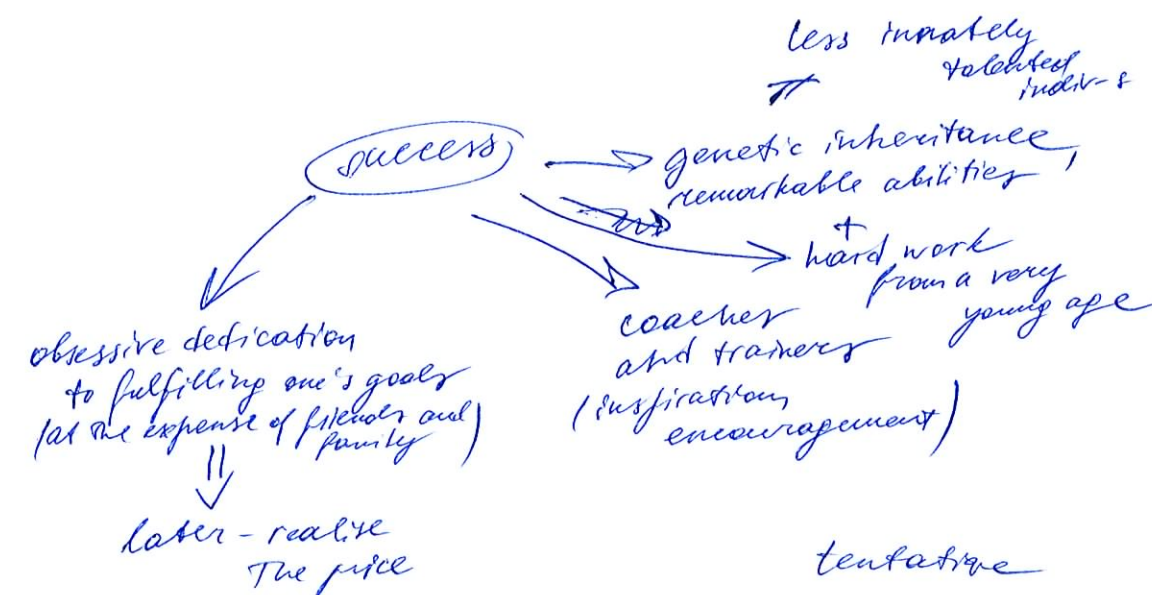 less innately
talented
indiv-s
success
genetic inheritance,
remarkable abilities
+
hard work
from a very
young age
coaches
and trainers
(inspiration,
encouragement)
obsessive dedication
to fulfilling one's goals
(at the expense of friends and
family)
later - realise
The price
tentative